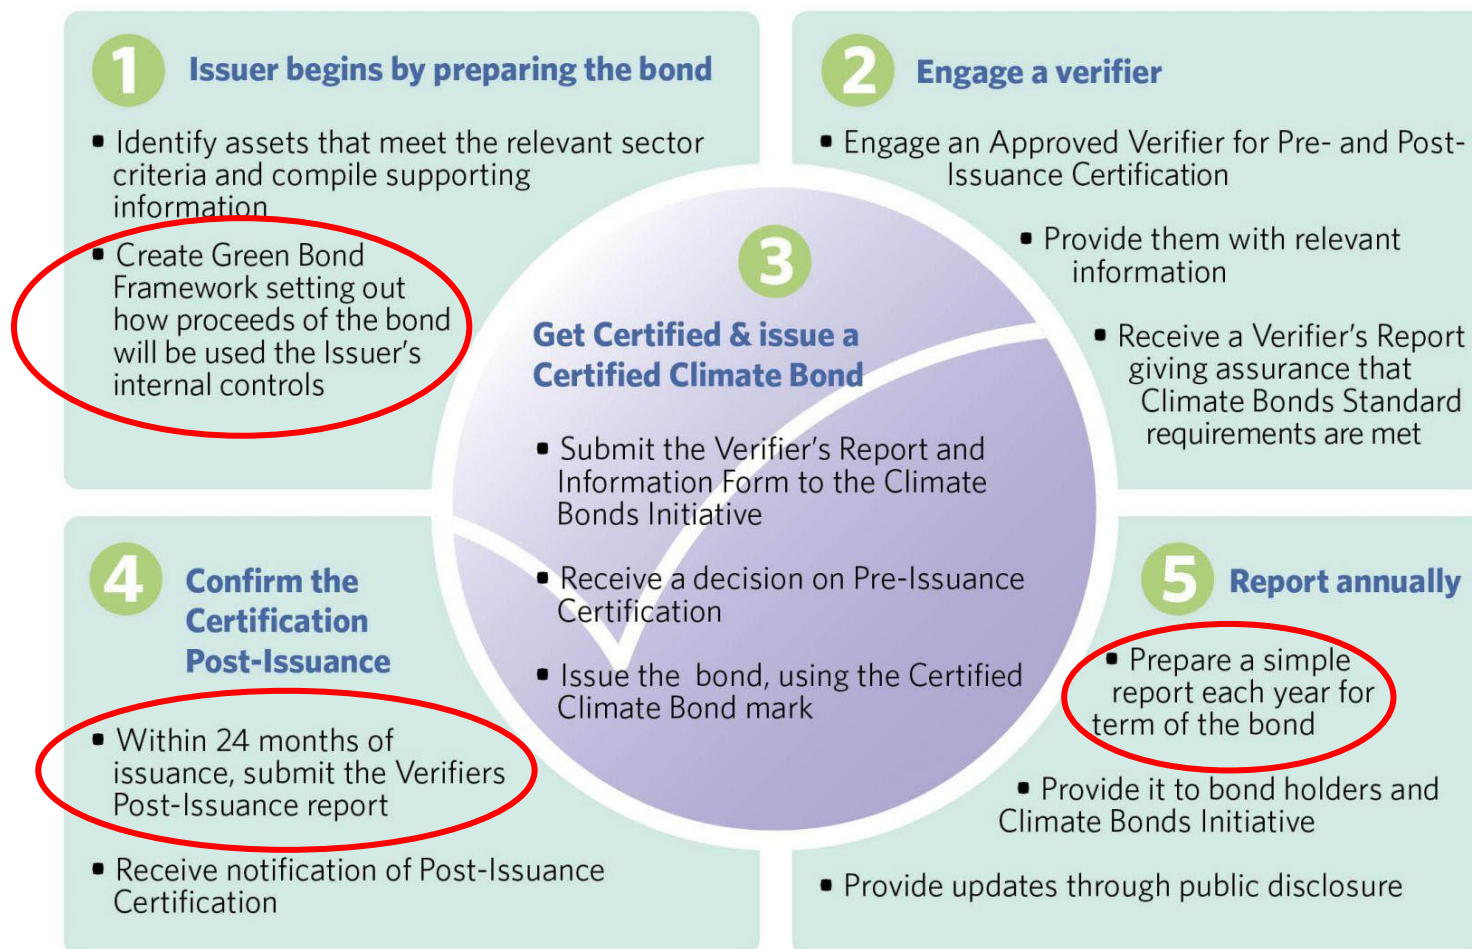 1 Issuer begins by preparing the bond
▪ Identify assets that meet the relevant sector
criteria and compile supporting
information
▪ Create Green Bond
Framework setting out
how proceeds of the bond
will be used the Issuer's
internal controls
2 Engage a verifier
▪ Engage an Approved Verifier for Pre- and Post-
Issuance Certification
▪ Provide them with relevant
information
▪ Receive a Verifier's Report
giving assurance that
Climate Bonds Standard
requirements are met
3
Get Certified & issue a
Certified Climate Bond
▪ Submit the Verifier's Report and
Information Form to the Climate
Bonds Initiative
▪ Receive a decision on Pre-Issuance
Certification
▪ Issue the bond, using the Certified
Climate Bond mark
4 Confirm the
Certification
Post-Issuance
▪ Within 24 months of
issuance, submit the Verifiers
Post-Issuance report
▪ Receive notification of Post-Issuance
Certification
5 Report annually
▪ Prepare a simple
report each year for
term of the bond
▪ Provide it to bond holders and
Climate Bonds Initiative
▪ Provide updates through public disclosure